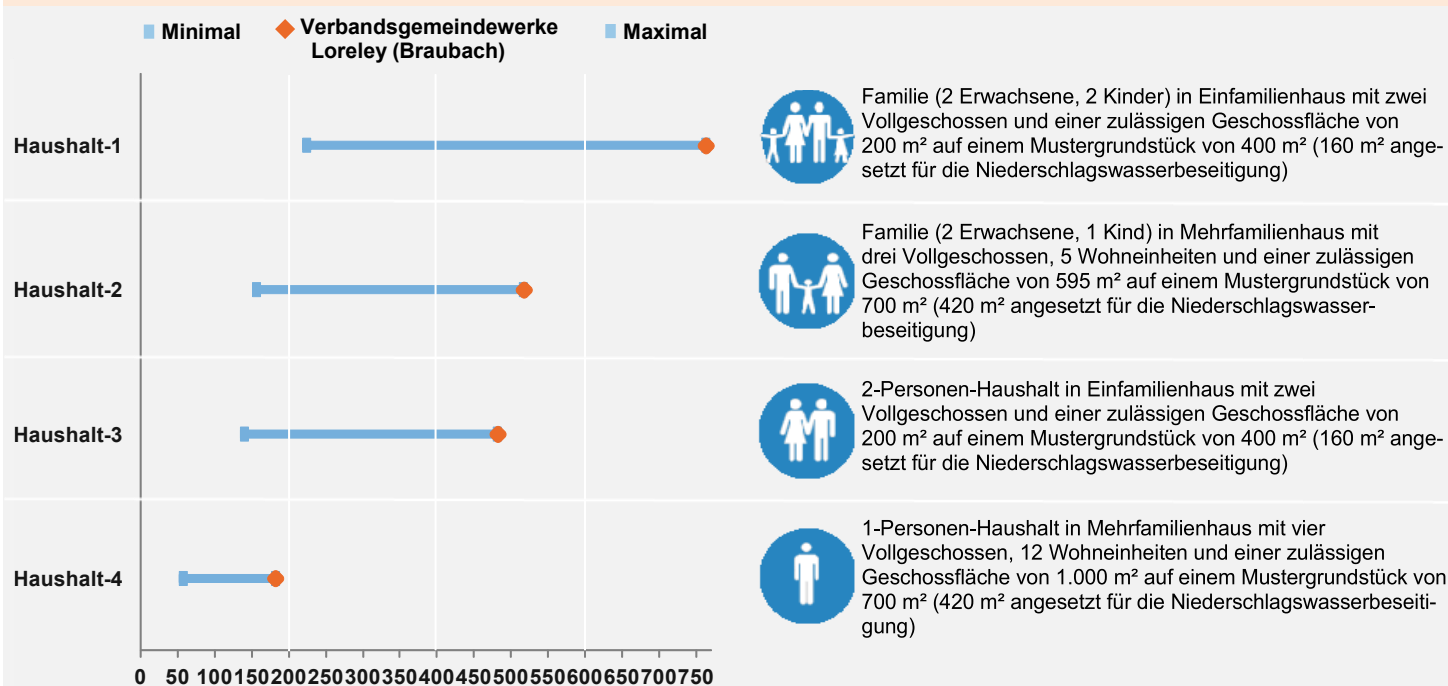 Minimal
Verbandsgemeindewerke
Loreley (Braubach)
Maximal
Haushalt-1
Familie (2 Erwachsene, 2 Kinder) in Einfamilienhaus mit zwei
Vollgeschossen und einer zulässigen Geschossfläche von
200 m² auf einem Mustergrundstück von 400 m² (160 m² ange-
setzt für die Niederschlagswasserbeseitigung)
Haushalt-2
Familie (2 Erwachsene, 1 Kind) in Mehrfamilienhaus mit
drei Vollgeschossen, 5 Wohneinheiten und einer zulässigen
Geschossfläche von 595 m² auf einem Mustergrundstück von
700 m² (420 m² angesetzt für die Niederschlagswasser-
beseitigung)
Haushalt-3
2-Personen-Haushalt in Einfamilienhaus mit zwei
Vollgeschossen und einer zulässigen Geschossfläche von
200 m² auf einem Mustergrundstück von 400 m² (160 m² ange-
setzt für die Niederschlagswasserbeseitigung)
Haushalt-4
1-Personen-Haushalt in Mehrfamilienhaus mit vier
Vollgeschossen, 12 Wohneinheiten und einer zulässigen
Geschossfläche von 1.000 m² auf einem Mustergrundstück von
700 m² (420 m² angesetzt für die Niederschlagswasserbeseiti-
gung)
0 50 100 150 200 250 300 350 400 450 500 550 600 650 700 750